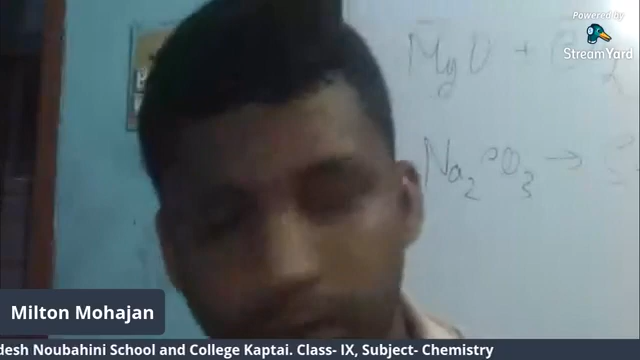 Powered by
StreamYard
MgO +
Na₂CO₃ →
Milton Mohajan
desh Noubahini School and College Kaptai. Class- IX, Subject- Chemistry